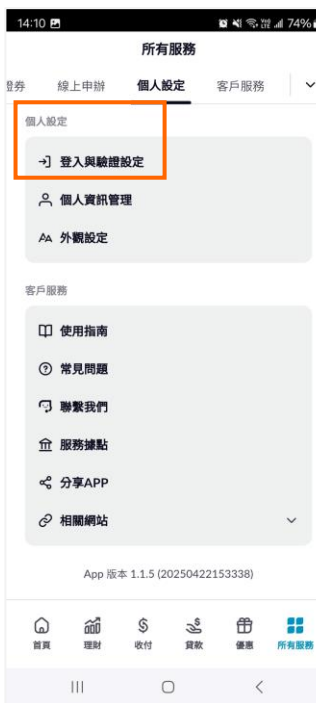 14:10 74%
所有服務
證券 線上申辦 個人設定 客戶服務
個人設定
登入與驗證設定
個人資訊管理
AA 外觀設定
客戶服務
使用指南
常見問題
聯繫我們
服務據點
分享APP
相關網站
App 版本 1.1.5 (20250422153338)
首頁 理財 收付 貸款 優惠 所有服務